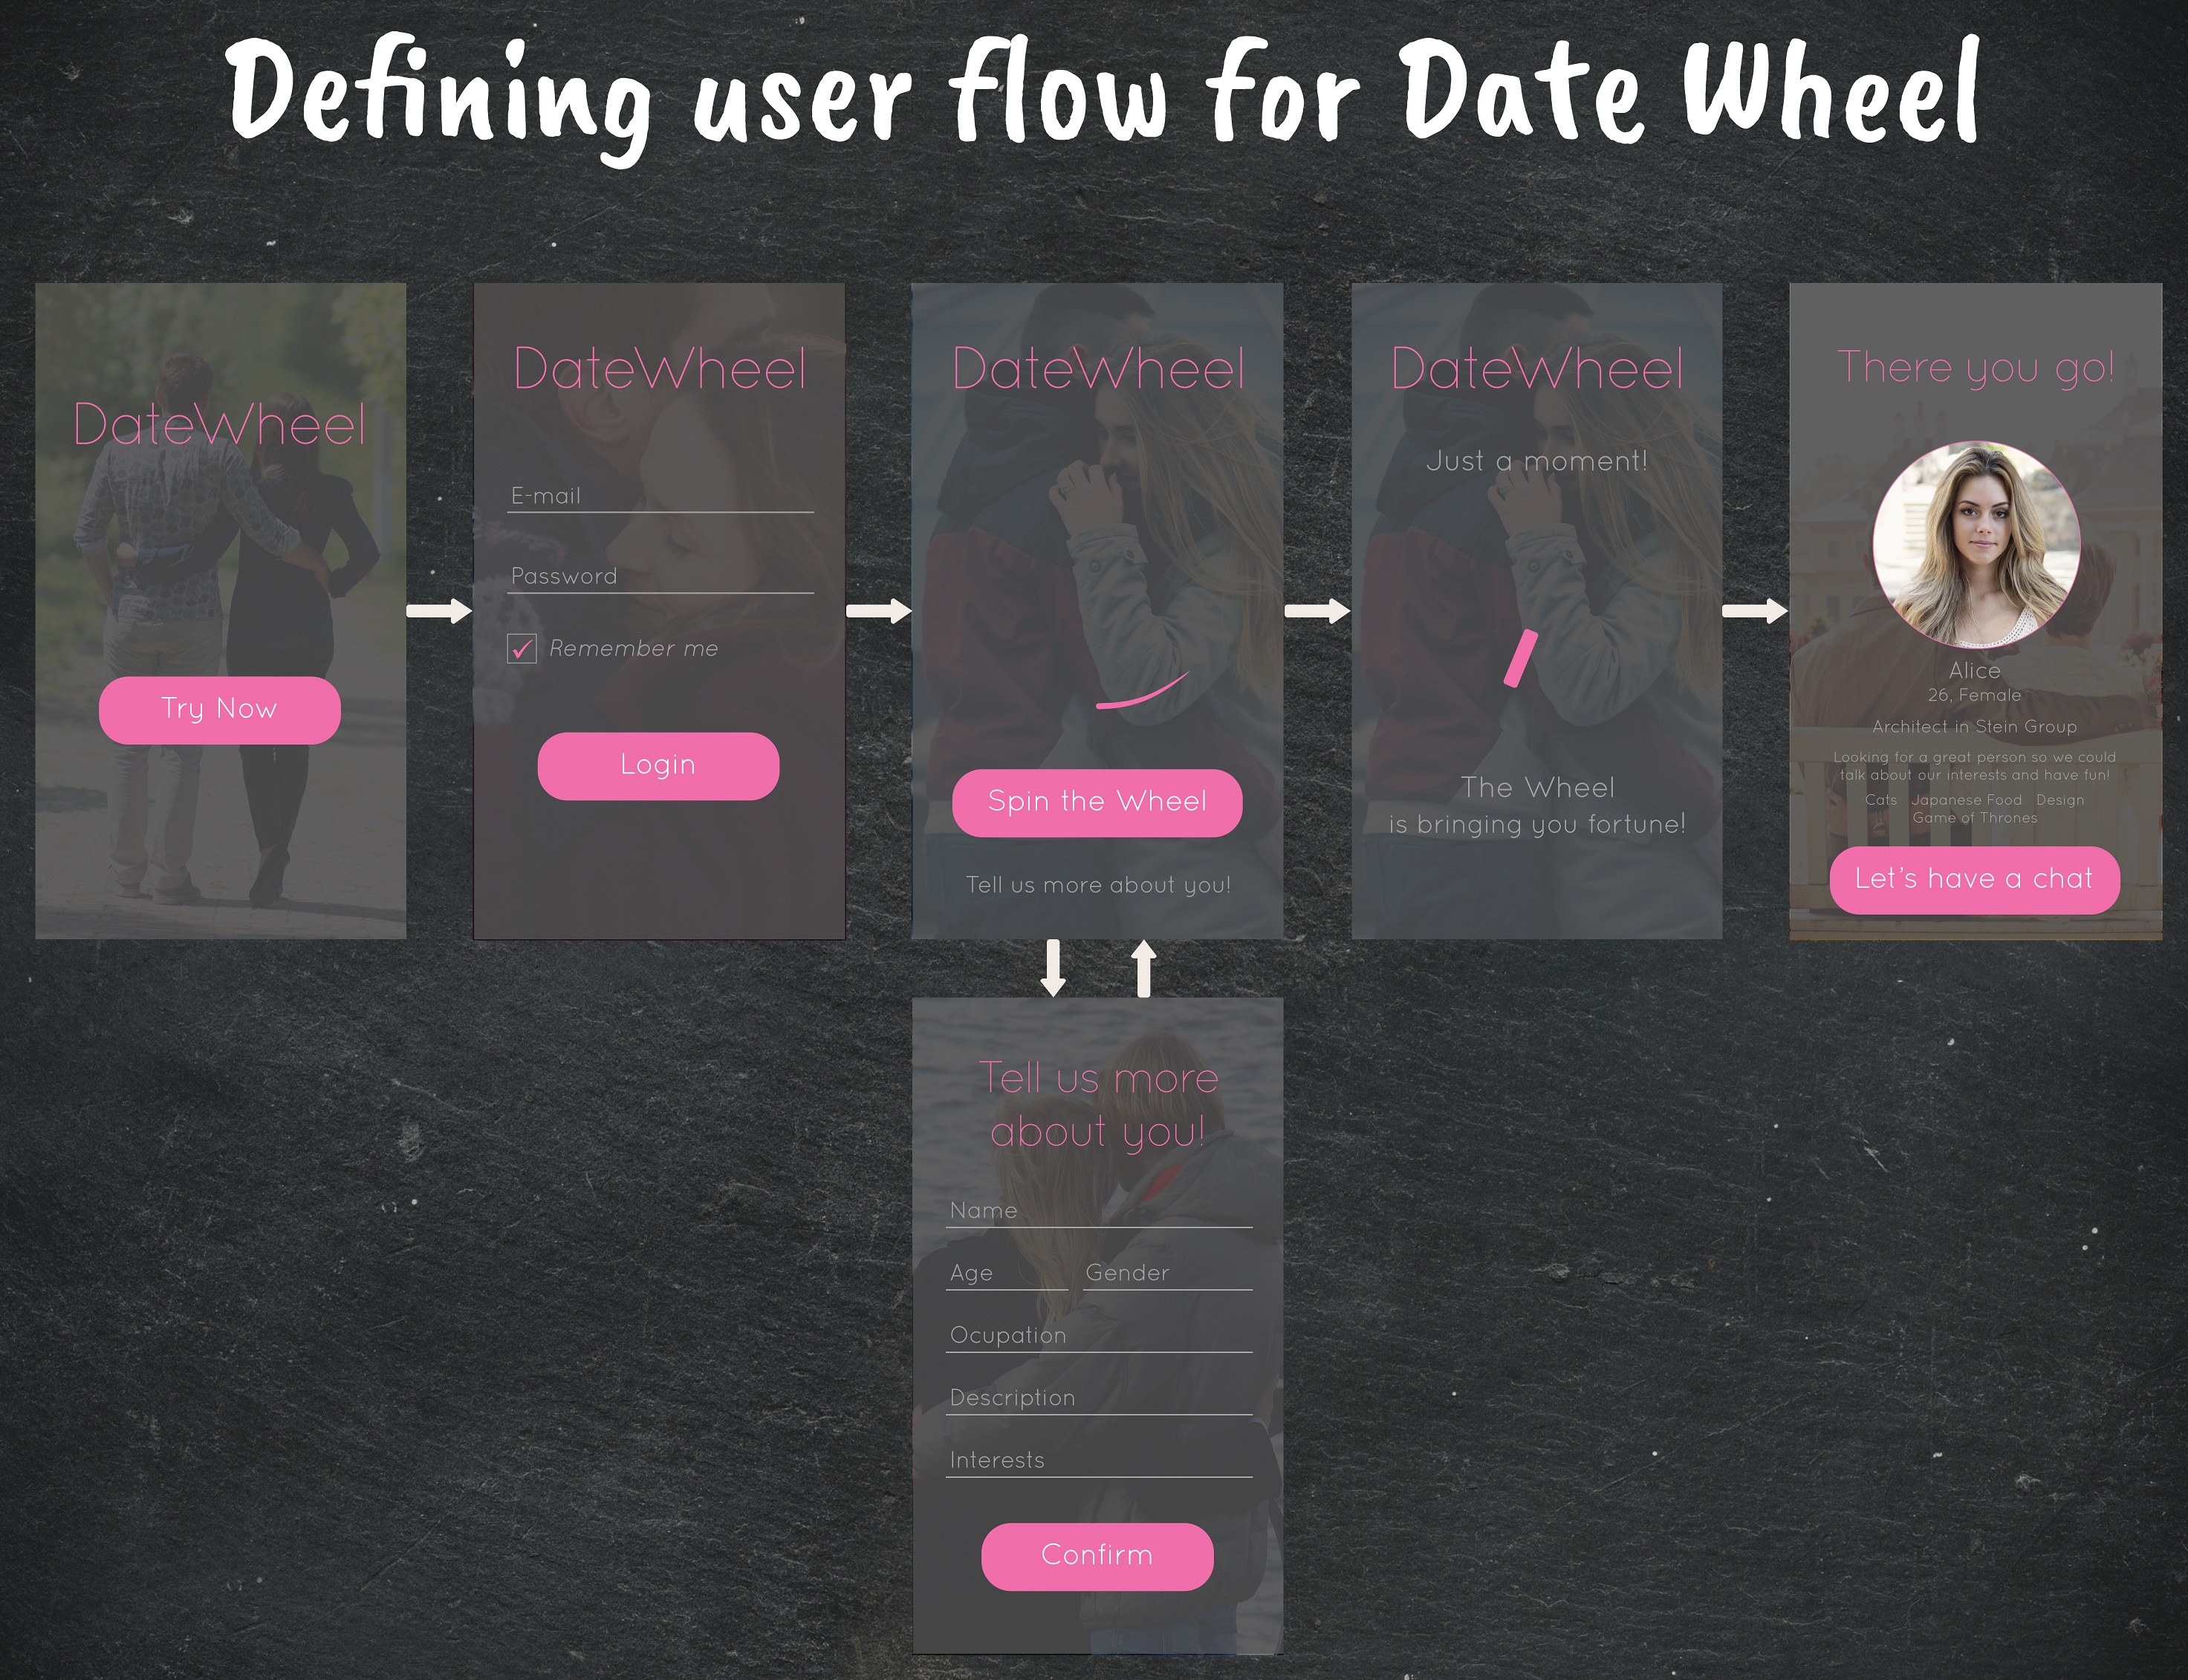 Defining user flow for Date Wheel
DateWheel
Try Now
DateWheel
E-mail
Password
Remember me
Login
DateWheel
Spin the Wheel
Tell us more about you!
DateWheel
Just a moment!
The Wheel
is bringing you fortune!
There you go!
Alice
26, Female
Architect in Stein Group
Looking for a great person so we could
talk about our interests and have fun!
Cats Japanese Food Design
Game of Thrones
Let's have a chat
Tell us more
about you!
Name
Age Gender
Ocupation
Description
Interests
Confirm